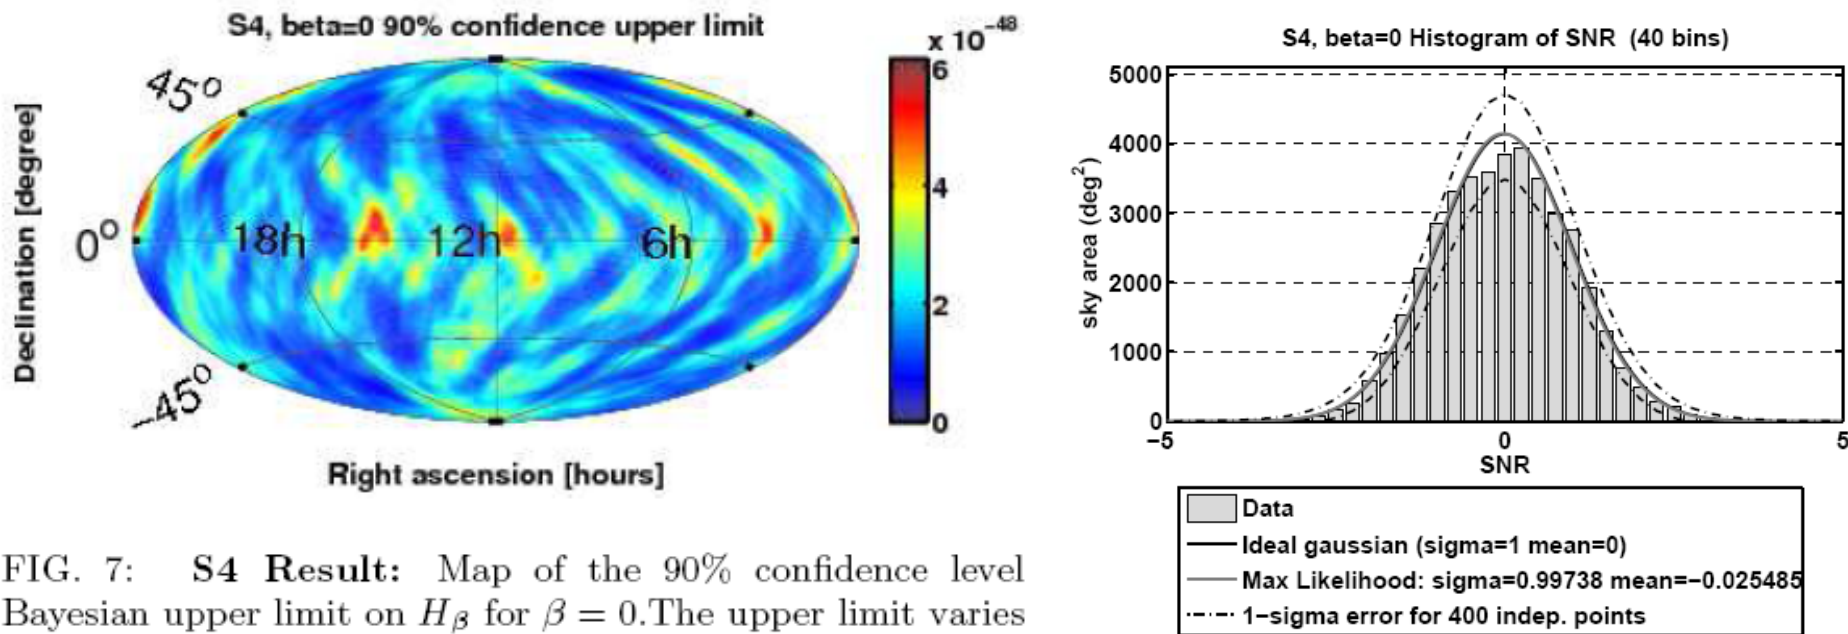 S4, beta=0 90% confidence upper limit
x 10⁻⁴⁸
6
4
2
0
45°
0°
−45°
Declination [degree]
18h
12h
6h
Right ascension [hours]
FIG. 7: S4 Result: Map of the 90% confidence level
Bayesian upper limit on Hβ for β = 0.The upper limit varies
S4, beta=0 Histogram of SNR (40 bins)
5000
4000
3000
2000
1000
0
sky area (deg²)
−5
0
5
SNR
Data
Ideal gaussian (sigma=1 mean=0)
Max Likelihood: sigma=0.99738 mean=−0.025485
1−sigma error for 400 indep. points